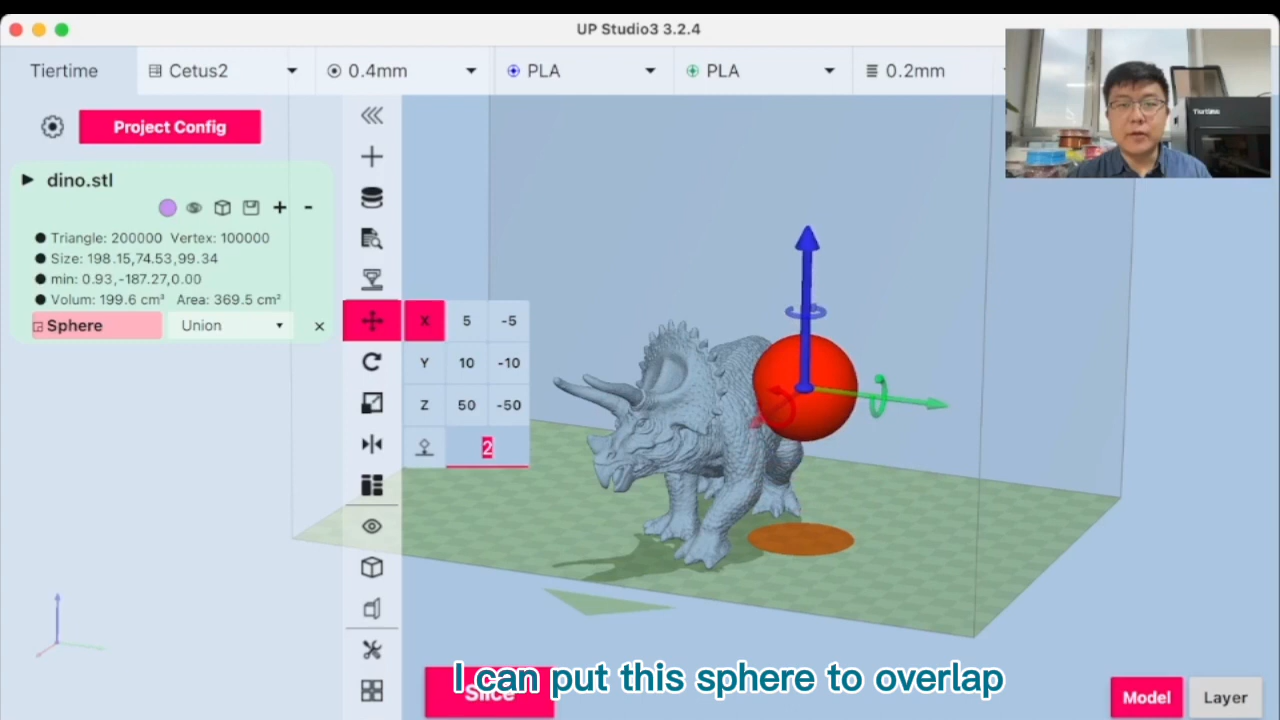 UP Studio3 3.2.4
Tiertime
Cetus2
0.4mm
PLA
PLA
0.2mm
Project Config
dino.stl
Triangle: 200000 Vertex: 100000
Size: 198.15,74.53,99.34
min: 0.93,-187.27,0.00
Volum: 199.6 cm³ Area: 369.5 cm²
Sphere
Union
X 5 -5
Y 10 -10
Z 50 -50
2
I can put this sphere to overlap
Slice
Model
Layer
Tiertime